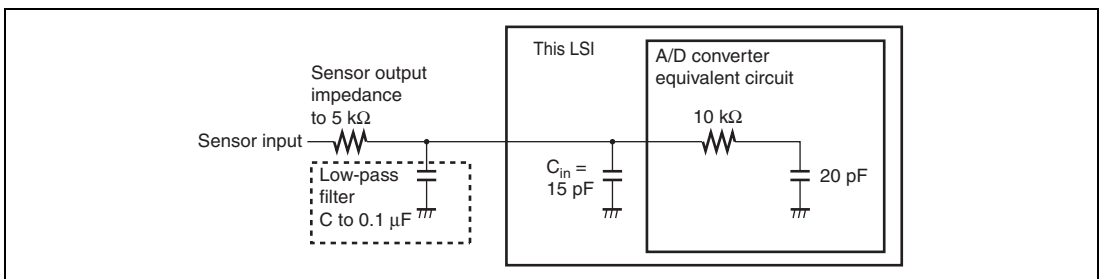 This LSI
A/D converter
equivalent circuit
Sensor output
impedance
to 5 kΩ
10 kΩ
Sensor input
Low-pass
filter
C to 0.1 μF
Cin =
15 pF
20 pF